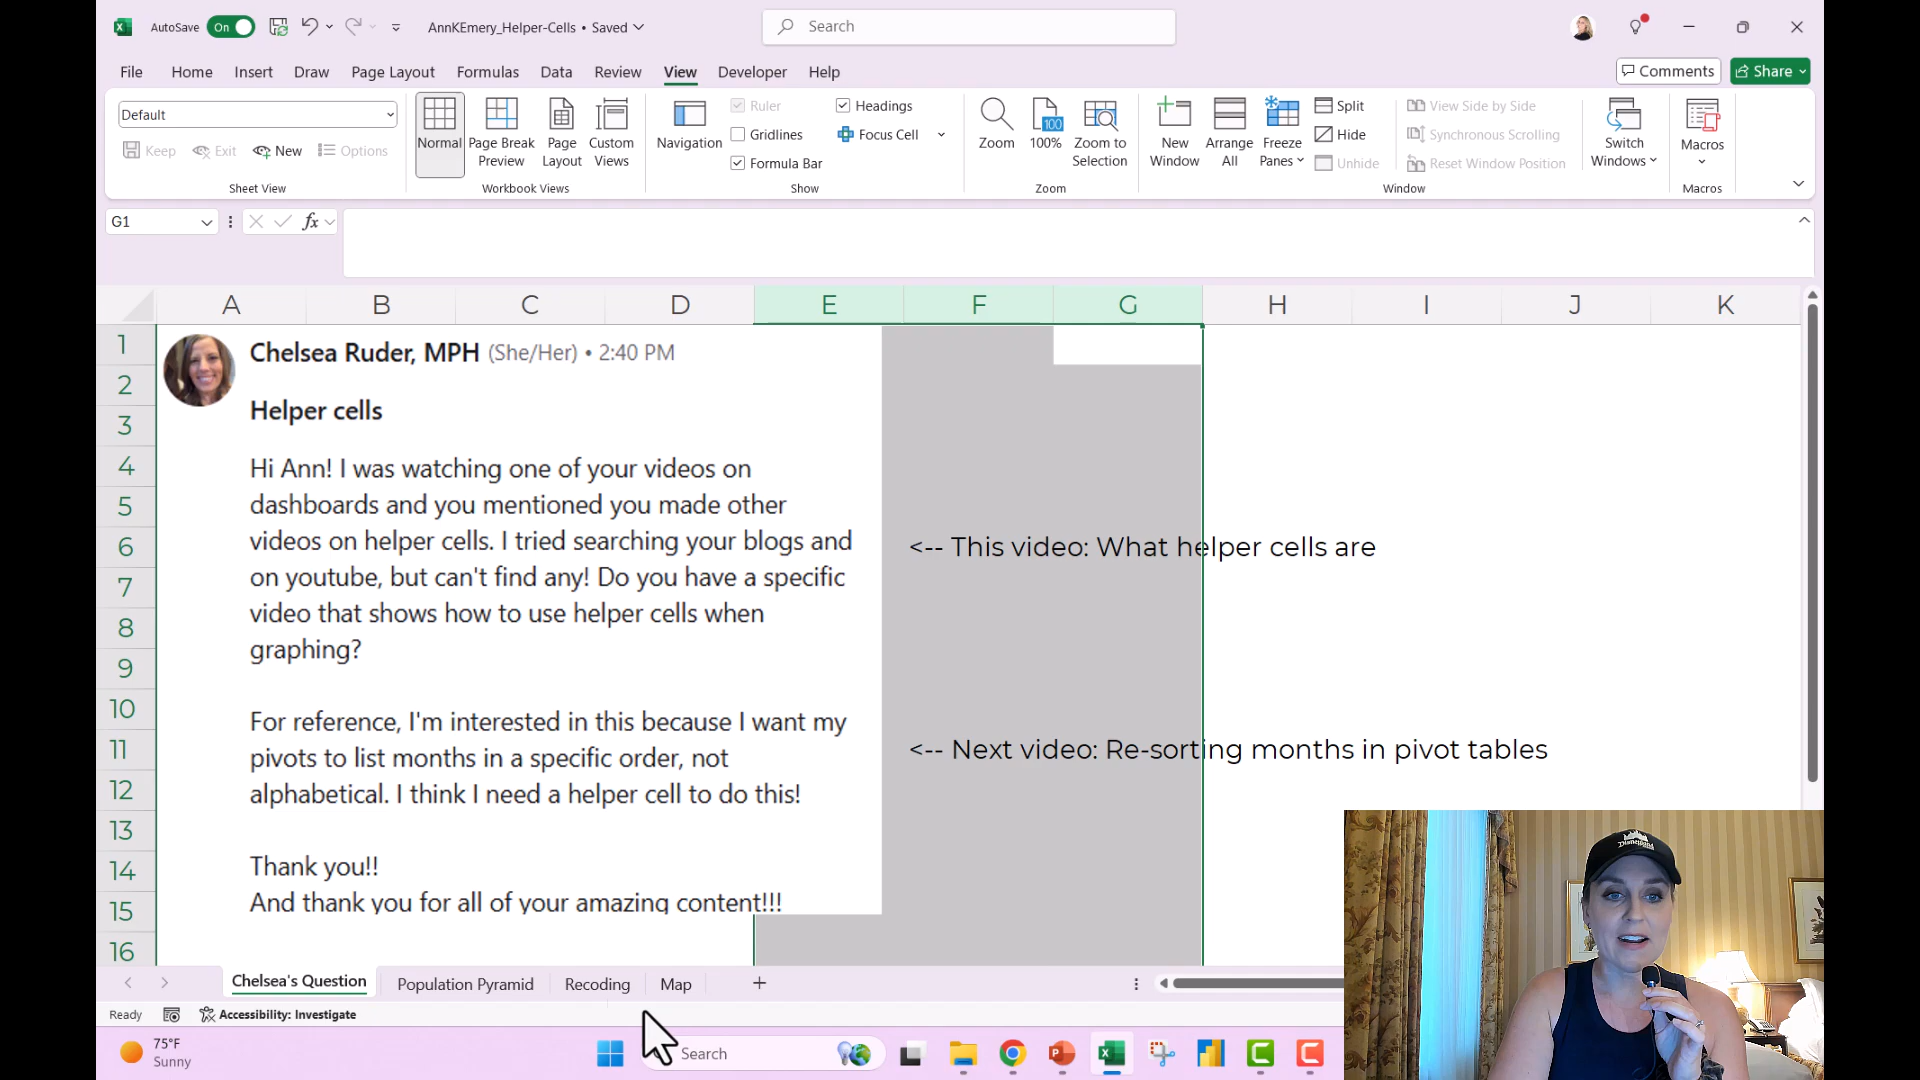 AutoSave On AnnKEmery_Helper-Cells • Saved Search
File Home Insert Draw Page Layout Formulas Data Review View Developer Help Comments Share
Default
Keep Exit New Options
Sheet View
Normal Page Break Preview Page Layout Custom Views
Workbook Views
Navigation Ruler Gridlines Formula Bar Headings Focus Cell
Show
Zoom 100 100% Zoom to Selection
Zoom
New Window Arrange All Freeze Panes Split Hide Unhide View Side by Side Synchronous Scrolling Reset Window Position Switch Windows
Window
Macros
Macros
G1 fx
A B C D E F G H I J K
1
2
3
4
5
6
7
8
9
10
11
12
13
14
15
16
Chelsea Ruder, MPH (She/Her) • 2:40 PM
Helper cells
Hi Ann! I was watching one of your videos on
dashboards and you mentioned you made other
videos on helper cells. I tried searching your blogs and
on youtube, but can't find any! Do you have a specific
video that shows how to use helper cells when
graphing?
For reference, I'm interested in this because I want my
pivots to list months in a specific order, not
alphabetical. I think I need a helper cell to do this!
Thank you!!
And thank you for all of your amazing content!!!
<-- This video: What helper cells are
<-- Next video: Re-sorting months in pivot tables
Disneyland
Chelsea's Question Population Pyramid Recoding Map
Ready Accessibility: Investigate
75°F
Sunny
Search